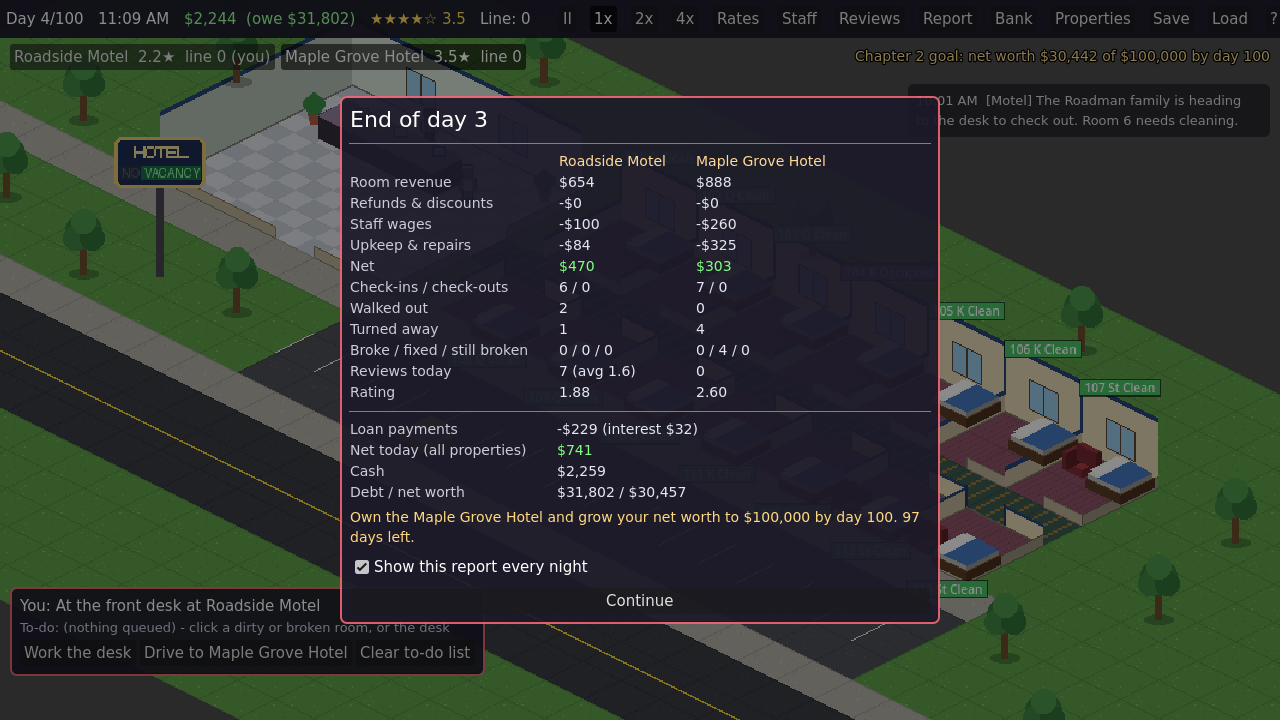 Day 4/100 11:09 AM $2,244 (owe $31,802) ★★★★☆ 3.5 Line: 0 II 1x 2x 4x Rates Staff Reviews Report Bank Properties Save Load ?
Roadside Motel 2.2★ line 0 (you) Maple Grove Hotel 3.5★ line 0
Chapter 2 goal: net worth $30,442 of $100,000 by day 100
AM [Motel] The Roadman family is heading
the desk to check out. Room 6 needs cleaning.
HOTEL
NO VACANCY
End of day 3
Roadside Motel Maple Grove Hotel
Room revenue $654 $888
Refunds & discounts -$0 -$0
Staff wages -$100 -$260
Upkeep & repairs -$84 -$325
Net $470 $303
Check-ins / check-outs 6 / 0 7 / 0
Walked out 2 0
Turned away 1 4
Broke / fixed / still broken 0 / 0 / 0 0 / 4 / 0
Reviews today 7 (avg 1.6) 0
Rating 1.88 2.60
Loan payments -$229 (interest $32)
Net today (all properties) $741
Cash $2,259
Debt / net worth $31,802 / $30,457
Own the Maple Grove Hotel and grow your net worth to $100,000 by day 100. 97
days left.
Show this report every night
Continue
05 K Clean
106 K Clean
107 St Clean
St Clean
You: At the front desk at Roadside Motel
To-do: (nothing queued) - click a dirty or broken room, or the desk
Work the desk Drive to Maple Grove Hotel Clear to-do list